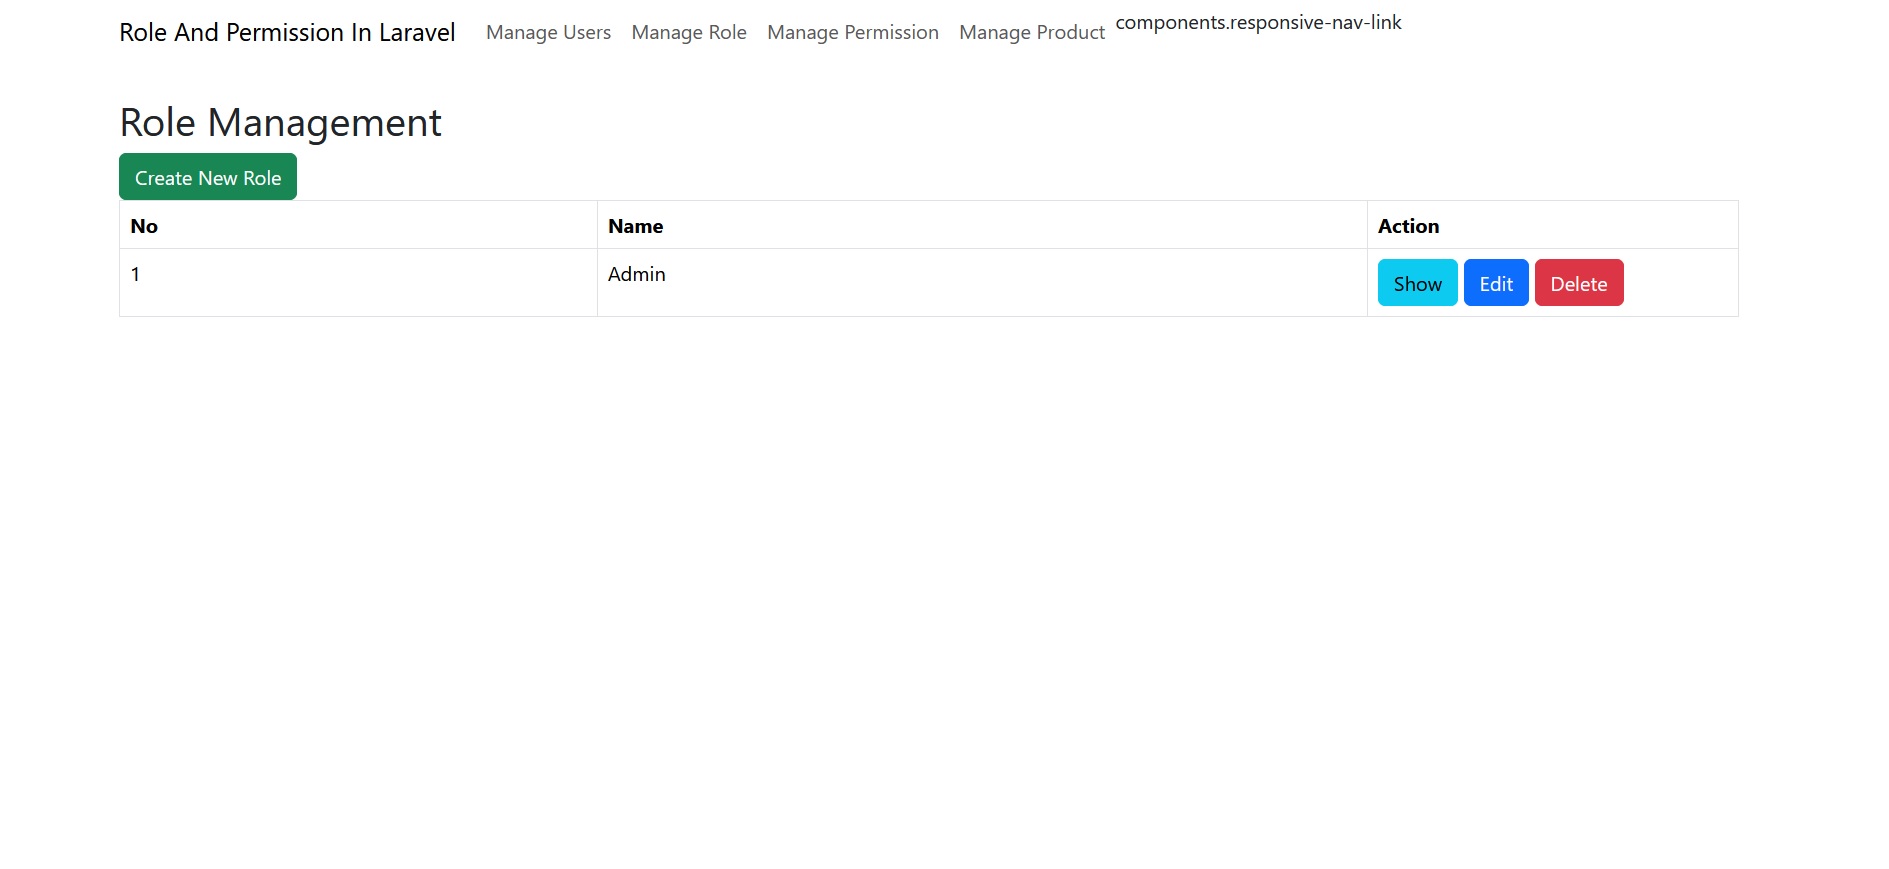 Role And Permission In Laravel Manage Users Manage Role Manage Permission Manage Product components.responsive-nav-link
Role Management
Create New Role
No Name Action
1 Admin Show Edit Delete